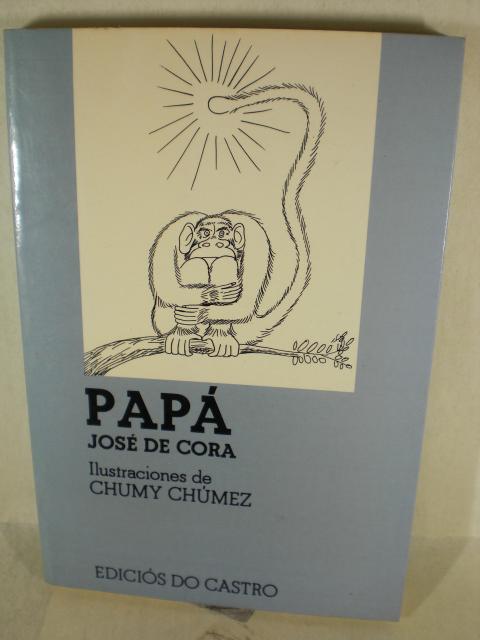 PAPÁ
JOSÉ DE CORA
Ilustraciones de
CHUMY CHÚMEZ
EDICIÓS DO CASTRO